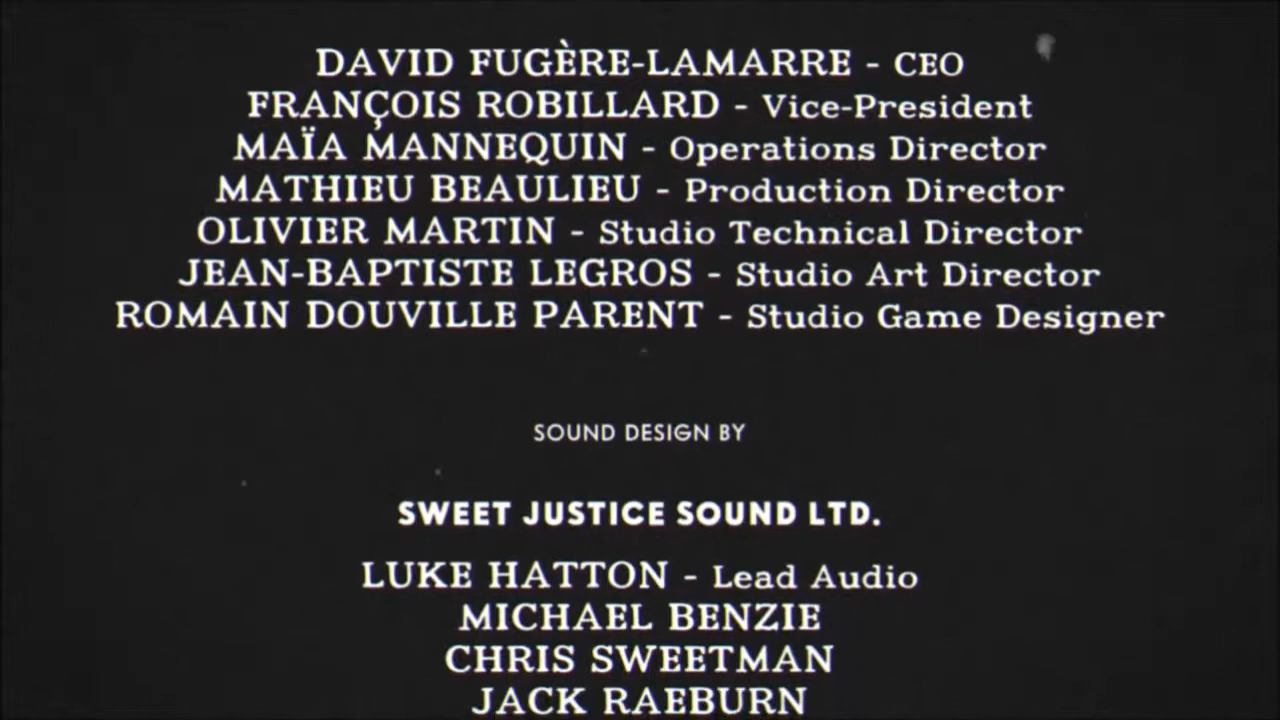 DAVID FUGÈRE-LAMARRE - CEO
FRANÇOIS ROBILLARD - Vice-President
MAÏA MANNEQUIN - Operations Director
MATHIEU BEAULIEU - Production Director
OLIVIER MARTIN - Studio Technical Director
JEAN-BAPTISTE LEGROS - Studio Art Director
ROMAIN DOUVILLE PARENT - Studio Game Designer
SOUND DESIGN BY
SWEET JUSTICE SOUND LTD.
LUKE HATTON - Lead Audio
MICHAEL BENZIE
CHRIS SWEETMAN
JACK RAEBURN